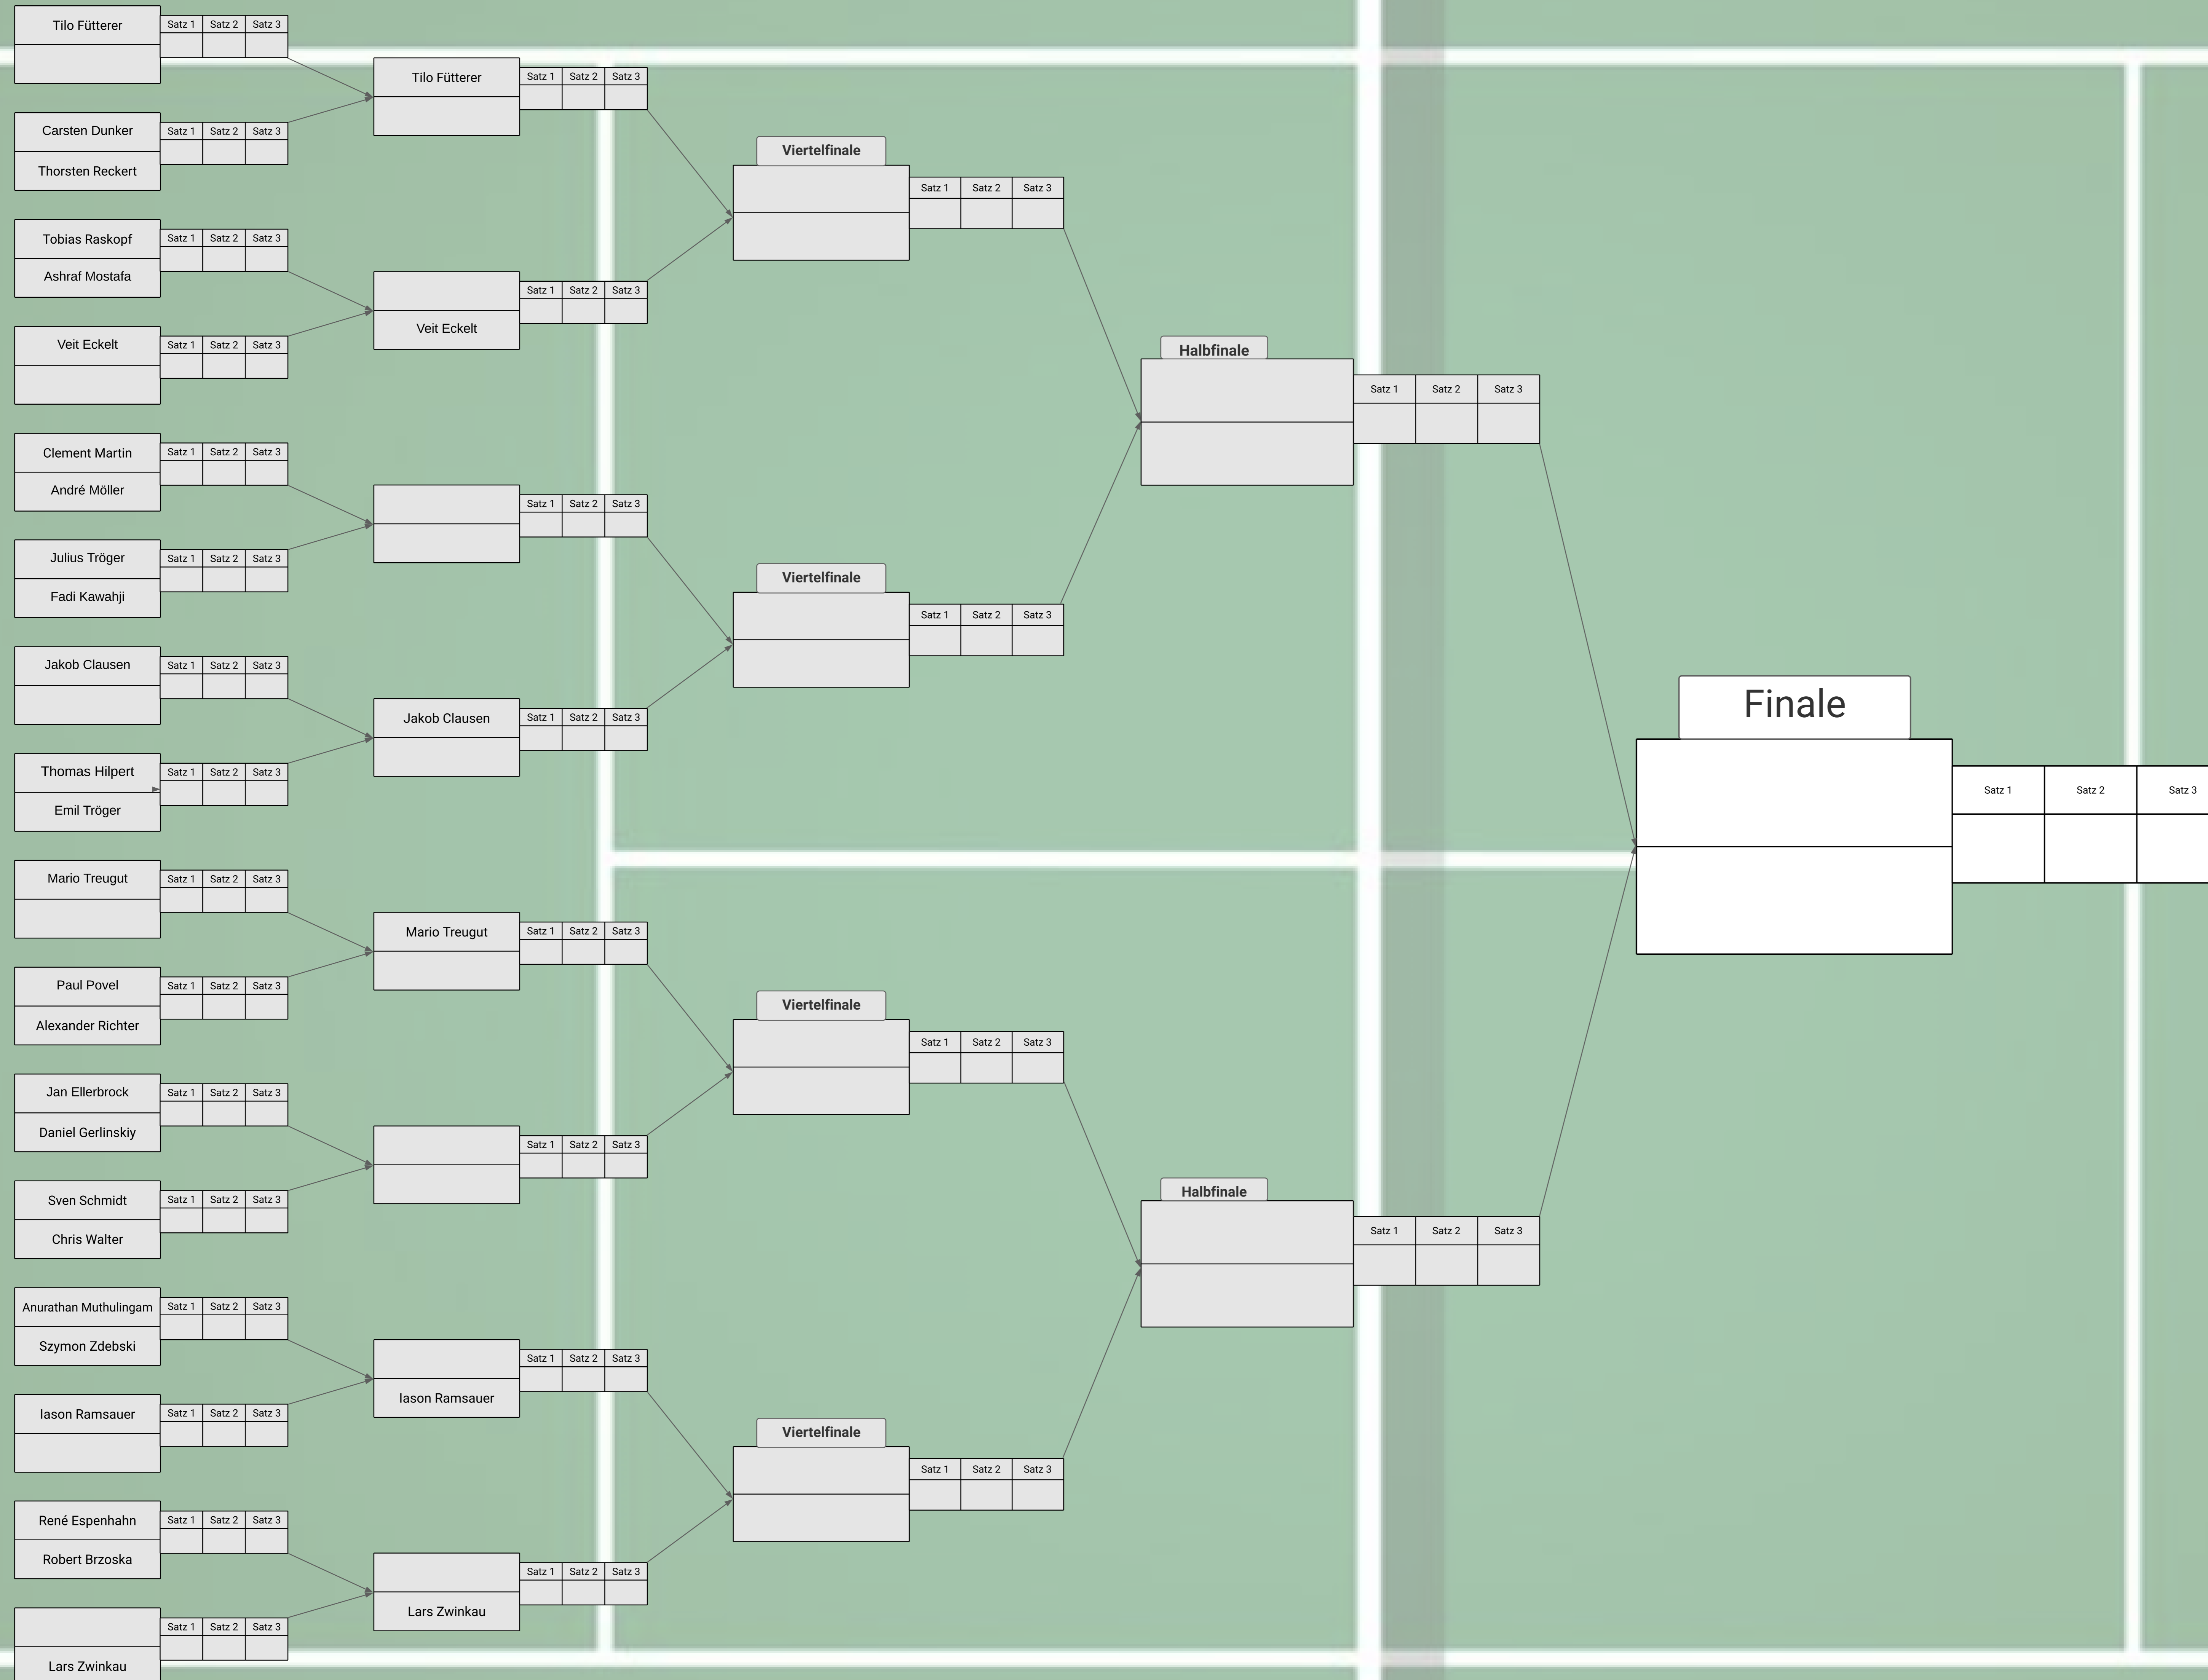 Tilo Fütterer
Satz 1 Satz 2 Satz 3
Carsten Dunker
Satz 1 Satz 2 Satz 3
Thorsten Reckert
Tobias Raskopf
Satz 1 Satz 2 Satz 3
Ashraf Mostafa
Veit Eckelt
Satz 1 Satz 2 Satz 3
Clement Martin
Satz 1 Satz 2 Satz 3
André Möller
Julius Tröger
Satz 1 Satz 2 Satz 3
Fadi Kawahji
Jakob Clausen
Satz 1 Satz 2 Satz 3
Thomas Hilpert
Satz 1 Satz 2 Satz 3
Emil Tröger
Mario Treugut
Satz 1 Satz 2 Satz 3
Paul Povel
Satz 1 Satz 2 Satz 3
Alexander Richter
Jan Ellerbrock
Satz 1 Satz 2 Satz 3
Daniel Gerlinskiy
Sven Schmidt
Satz 1 Satz 2 Satz 3
Chris Walter
Anurathan Muthulingam
Satz 1 Satz 2 Satz 3
Szymon Zdebski
Iason Ramsauer
Satz 1 Satz 2 Satz 3
René Espenhahn
Satz 1 Satz 2 Satz 3
Robert Brzoska
Satz 1 Satz 2 Satz 3
Lars Zwinkau
Tilo Fütterer
Satz 1 Satz 2 Satz 3
Satz 1 Satz 2 Satz 3
Veit Eckelt
Satz 1 Satz 2 Satz 3
Jakob Clausen
Satz 1 Satz 2 Satz 3
Mario Treugut
Satz 1 Satz 2 Satz 3
Satz 1 Satz 2 Satz 3
Satz 1 Satz 2 Satz 3
Iason Ramsauer
Satz 1 Satz 2 Satz 3
Lars Zwinkau
Viertelfinale
Satz 1 Satz 2 Satz 3
Viertelfinale
Satz 1 Satz 2 Satz 3
Viertelfinale
Satz 1 Satz 2 Satz 3
Viertelfinale
Satz 1 Satz 2 Satz 3
Halbfinale
Satz 1 Satz 2 Satz 3
Halbfinale
Satz 1 Satz 2 Satz 3
Finale
Satz 1 Satz 2 Satz 3